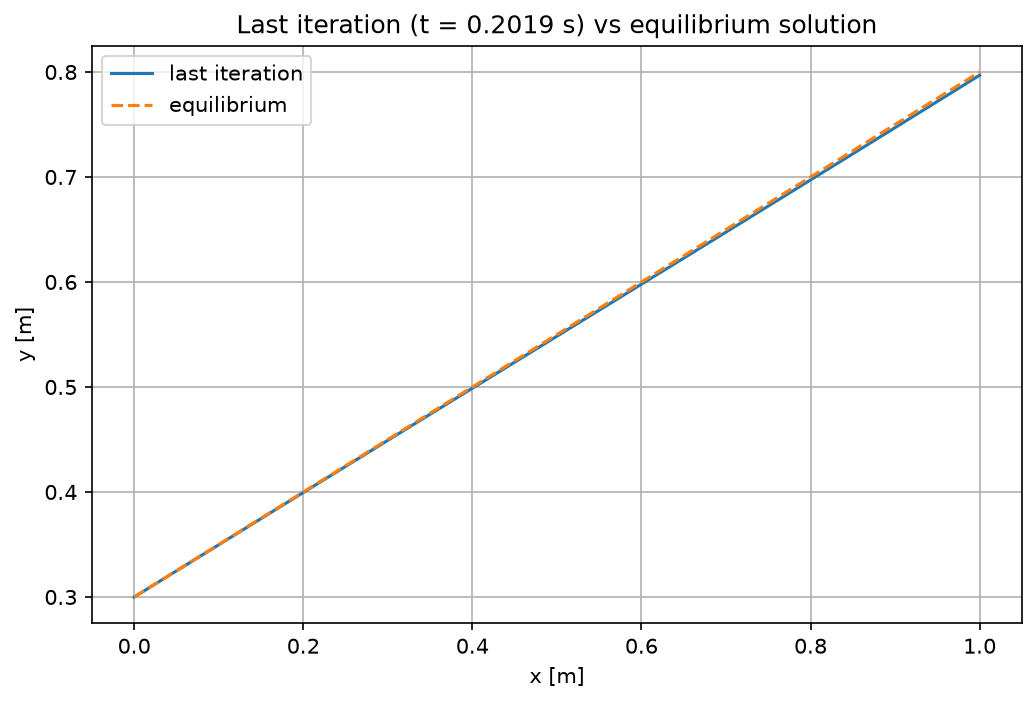 Last iteration (t = 0.2019 s) vs equilibrium solution
last iteration
equilibrium
0.8
0.7
0.6
0.5
0.4
0.3
y [m]
0.0 0.2 0.4 0.6 0.8 1.0
x [m]